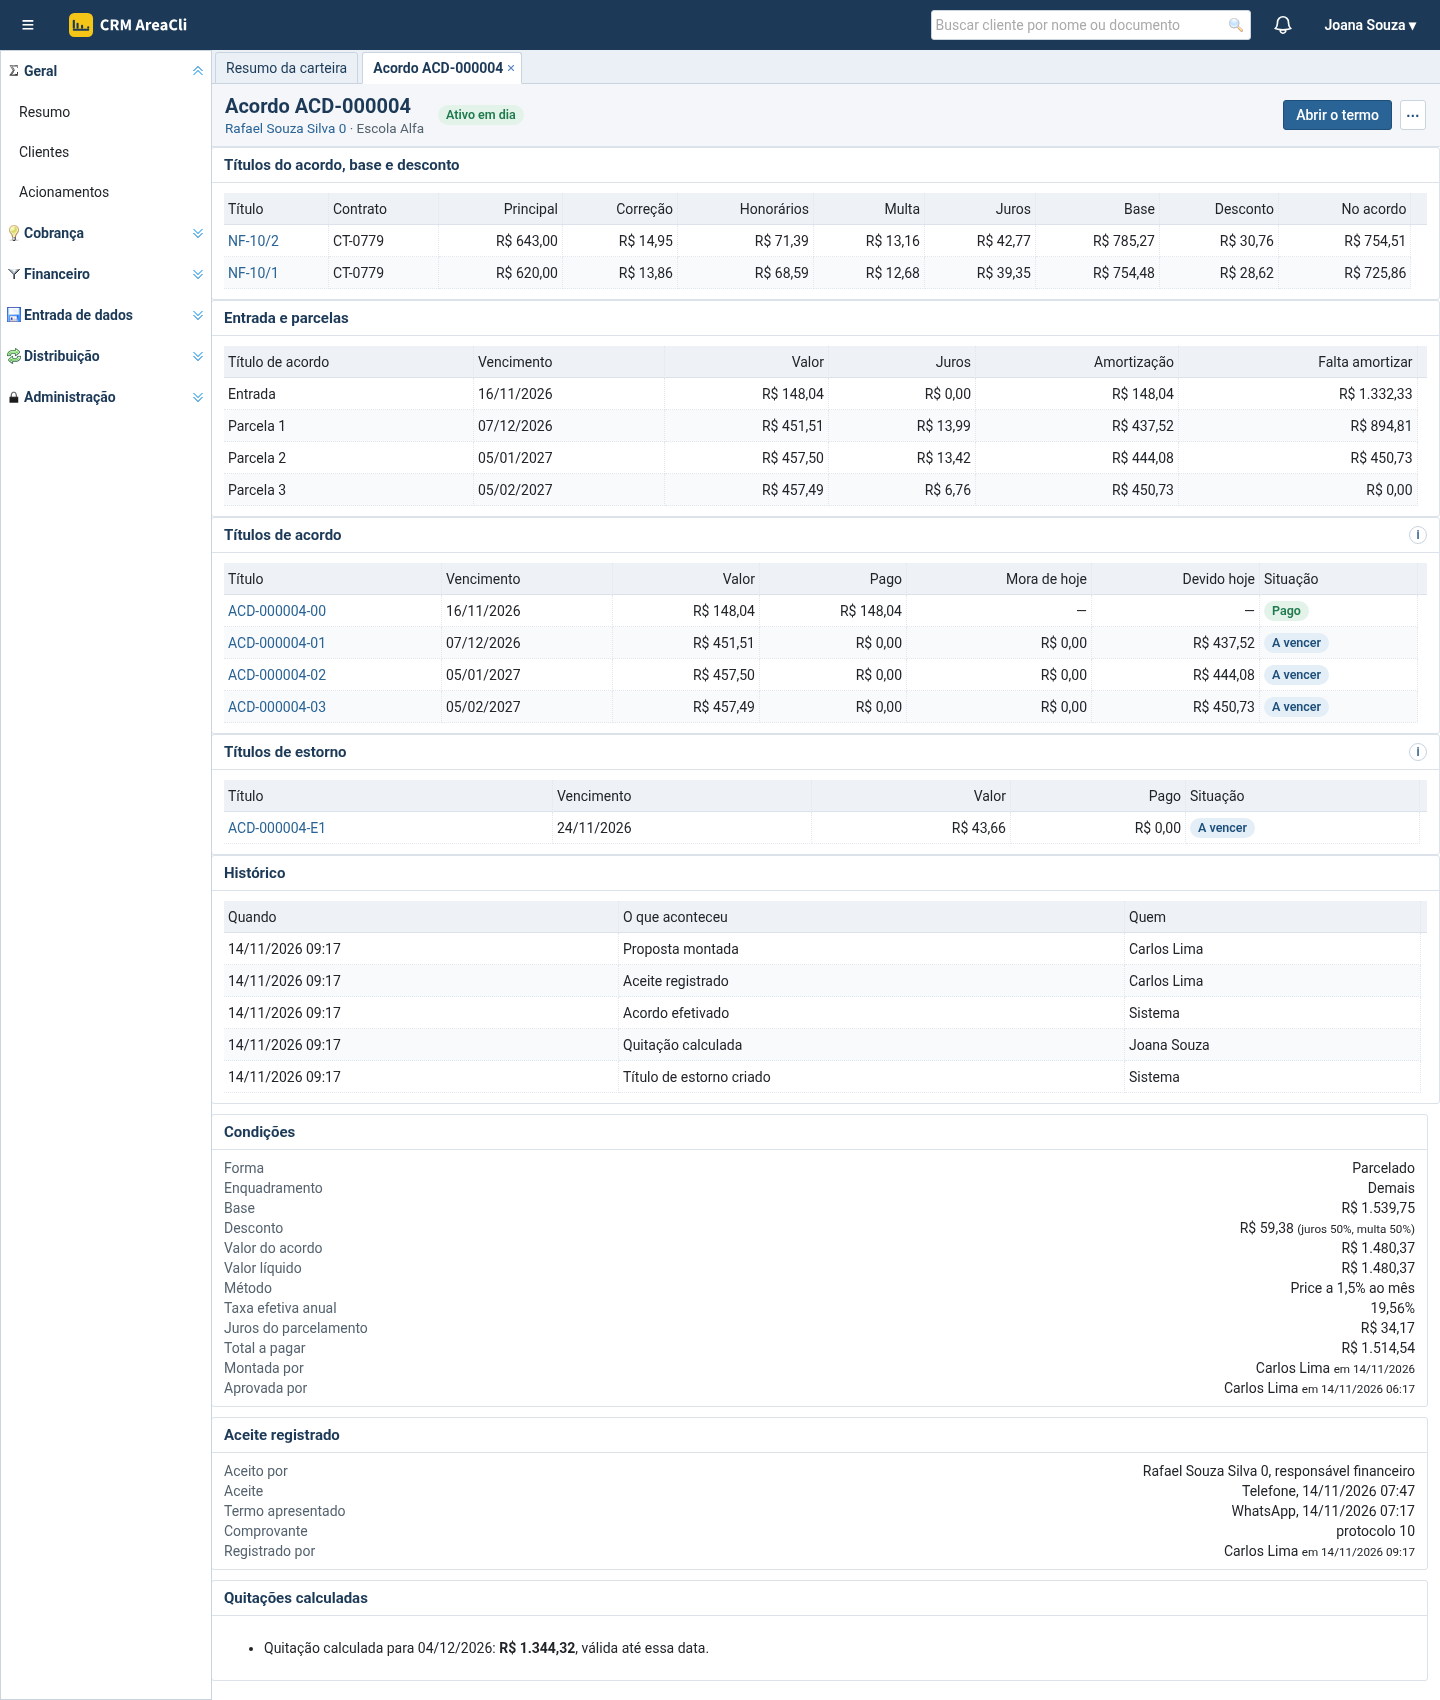 ≡ CRM AreaCli Buscar cliente por nome ou documento Joana Souza ▾
Geral
Resumo
Clientes
Acionamentos
Cobrança
Financeiro
Entrada de dados
Distribuição
Administração
Resumo da carteira Acordo ACD-000004 ×
Acordo ACD-000004 Ativo em dia Abrir o termo ···
Rafael Souza Silva 0 · Escola Alfa
Títulos do acordo, base e desconto
Título Contrato Principal Correção Honorários Multa Juros Base Desconto No acordo
NF-10/2 CT-0779 R$ 643,00 R$ 14,95 R$ 71,39 R$ 13,16 R$ 42,77 R$ 785,27 R$ 30,76 R$ 754,51
NF-10/1 CT-0779 R$ 620,00 R$ 13,86 R$ 68,59 R$ 12,68 R$ 39,35 R$ 754,48 R$ 28,62 R$ 725,86
Entrada e parcelas
Título de acordo Vencimento Valor Juros Amortização Falta amortizar
Entrada 16/11/2026 R$ 148,04 R$ 0,00 R$ 148,04 R$ 1.332,33
Parcela 1 07/12/2026 R$ 451,51 R$ 13,99 R$ 437,52 R$ 894,81
Parcela 2 05/01/2027 R$ 457,50 R$ 13,42 R$ 444,08 R$ 450,73
Parcela 3 05/02/2027 R$ 457,49 R$ 6,76 R$ 450,73 R$ 0,00
Títulos de acordo i
Título Vencimento Valor Pago Mora de hoje Devido hoje Situação
ACD-000004-00 16/11/2026 R$ 148,04 R$ 148,04 — — Pago
ACD-000004-01 07/12/2026 R$ 451,51 R$ 0,00 R$ 0,00 R$ 437,52 A vencer
ACD-000004-02 05/01/2027 R$ 457,50 R$ 0,00 R$ 0,00 R$ 444,08 A vencer
ACD-000004-03 05/02/2027 R$ 457,49 R$ 0,00 R$ 0,00 R$ 450,73 A vencer
Títulos de estorno i
Título Vencimento Valor Pago Situação
ACD-000004-E1 24/11/2026 R$ 43,66 R$ 0,00 A vencer
Histórico
Quando O que aconteceu Quem
14/11/2026 09:17 Proposta montada Carlos Lima
14/11/2026 09:17 Aceite registrado Carlos Lima
14/11/2026 09:17 Acordo efetivado Sistema
14/11/2026 09:17 Quitação calculada Joana Souza
14/11/2026 09:17 Título de estorno criado Sistema
Condições
Forma Parcelado
Enquadramento Demais
Base R$ 1.539,75
Desconto R$ 59,38 (juros 50%, multa 50%)
Valor do acordo R$ 1.480,37
Valor líquido R$ 1.480,37
Método Price a 1,5% ao mês
Taxa efetiva anual 19,56%
Juros do parcelamento R$ 34,17
Total a pagar R$ 1.514,54
Montada por Carlos Lima em 14/11/2026
Aprovada por Carlos Lima em 14/11/2026 06:17
Aceite registrado
Aceito por Rafael Souza Silva 0, responsável financeiro
Aceite Telefone, 14/11/2026 07:47
Termo apresentado WhatsApp, 14/11/2026 07:17
Comprovante protocolo 10
Registrado por Carlos Lima em 14/11/2026 09:17
Quitações calculadas
• Quitação calculada para 04/12/2026: R$ 1.344,32, válida até essa data.